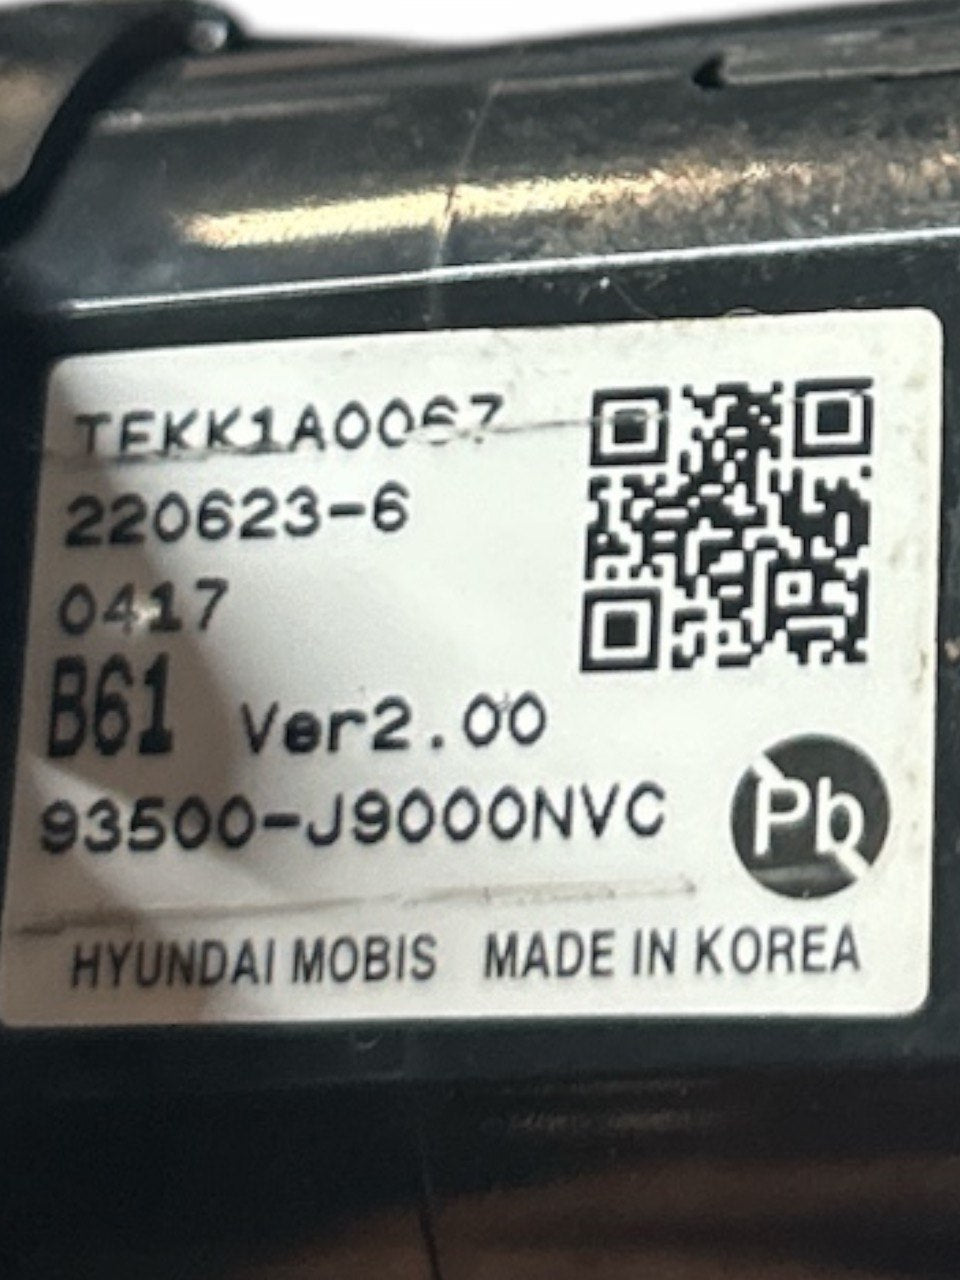 TEKK1A0067
220623-6
0417
B61 Ver2.00
93500-J9000NVC
Pb
HYUNDAI MOBIS MADE IN KOREA